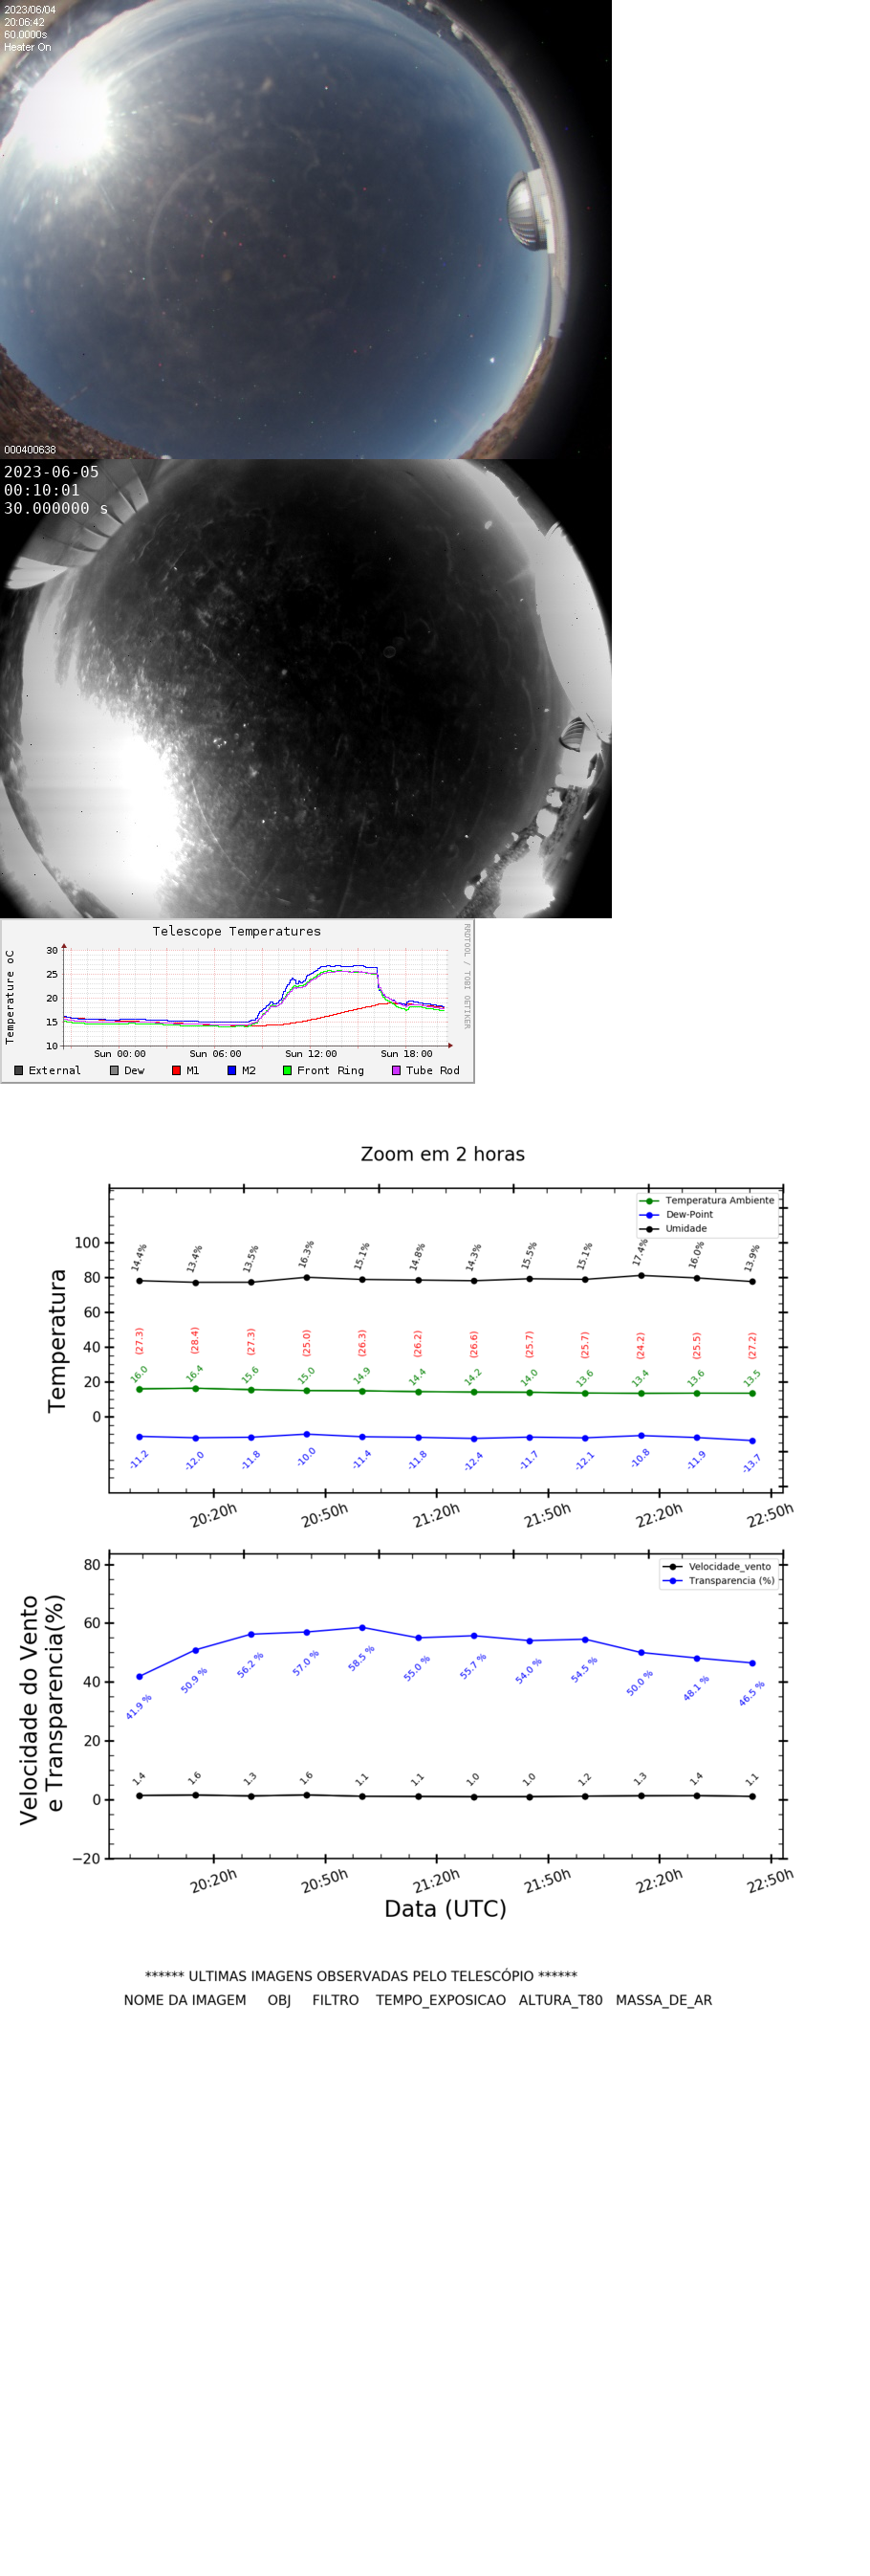 2023/06/04
20:06:42
60.0000s
Heater On
000400638
2023-06-05
00:10:01
30.000000 s
Telescope Temperatures
Temperature oC
RRDTOOL / TOBI OETIKER
30
25
20
15
10
Sun 00:00 Sun 06:00 Sun 12:00 Sun 18:00
External Dew M1 M2 Front Ring Tube Rod
Zoom em 2 horas
Temperatura
Temperatura Ambiente
Dew-Point
Umidade
100
80
60
40
20
0
14.4% 13.4% 13.5% 16.3% 15.1% 14.8% 14.3% 15.5% 15.1% 17.4% 16.0% 13.9%
(27.3) (28.4) (27.3) (25.0) (26.3) (26.2) (26.6) (25.7) (25.7) (24.2) (25.5) (27.2)
16.0 16.4 15.6 15.0 14.9 14.4 14.2 14.0 13.6 13.4 13.6 13.5
-11.2 -12.0 -11.8 -10.0 -11.4 -11.8 -12.4 -11.7 -12.1 -10.8 -11.9 -13.7
20:20h 20:50h 21:20h 21:50h 22:20h 22:50h
Velocidade do Vento
e Transparencia(%)
Velocidade_vento
Transparencia (%)
80
60
40
20
0
−20
41.9 % 50.9 % 56.2 % 57.0 % 58.5 % 55.0 % 55.7 % 54.0 % 54.5 % 50.0 % 48.1 % 46.5 %
1.4 1.6 1.3 1.6 1.1 1.1 1.0 1.0 1.2 1.3 1.4 1.1
20:20h 20:50h 21:20h 21:50h 22:20h 22:50h
Data (UTC)
****** ULTIMAS IMAGENS OBSERVADAS PELO TELESCÓPIO ******
NOME DA IMAGEM OBJ FILTRO TEMPO_EXPOSICAO ALTURA_T80 MASSA_DE_AR